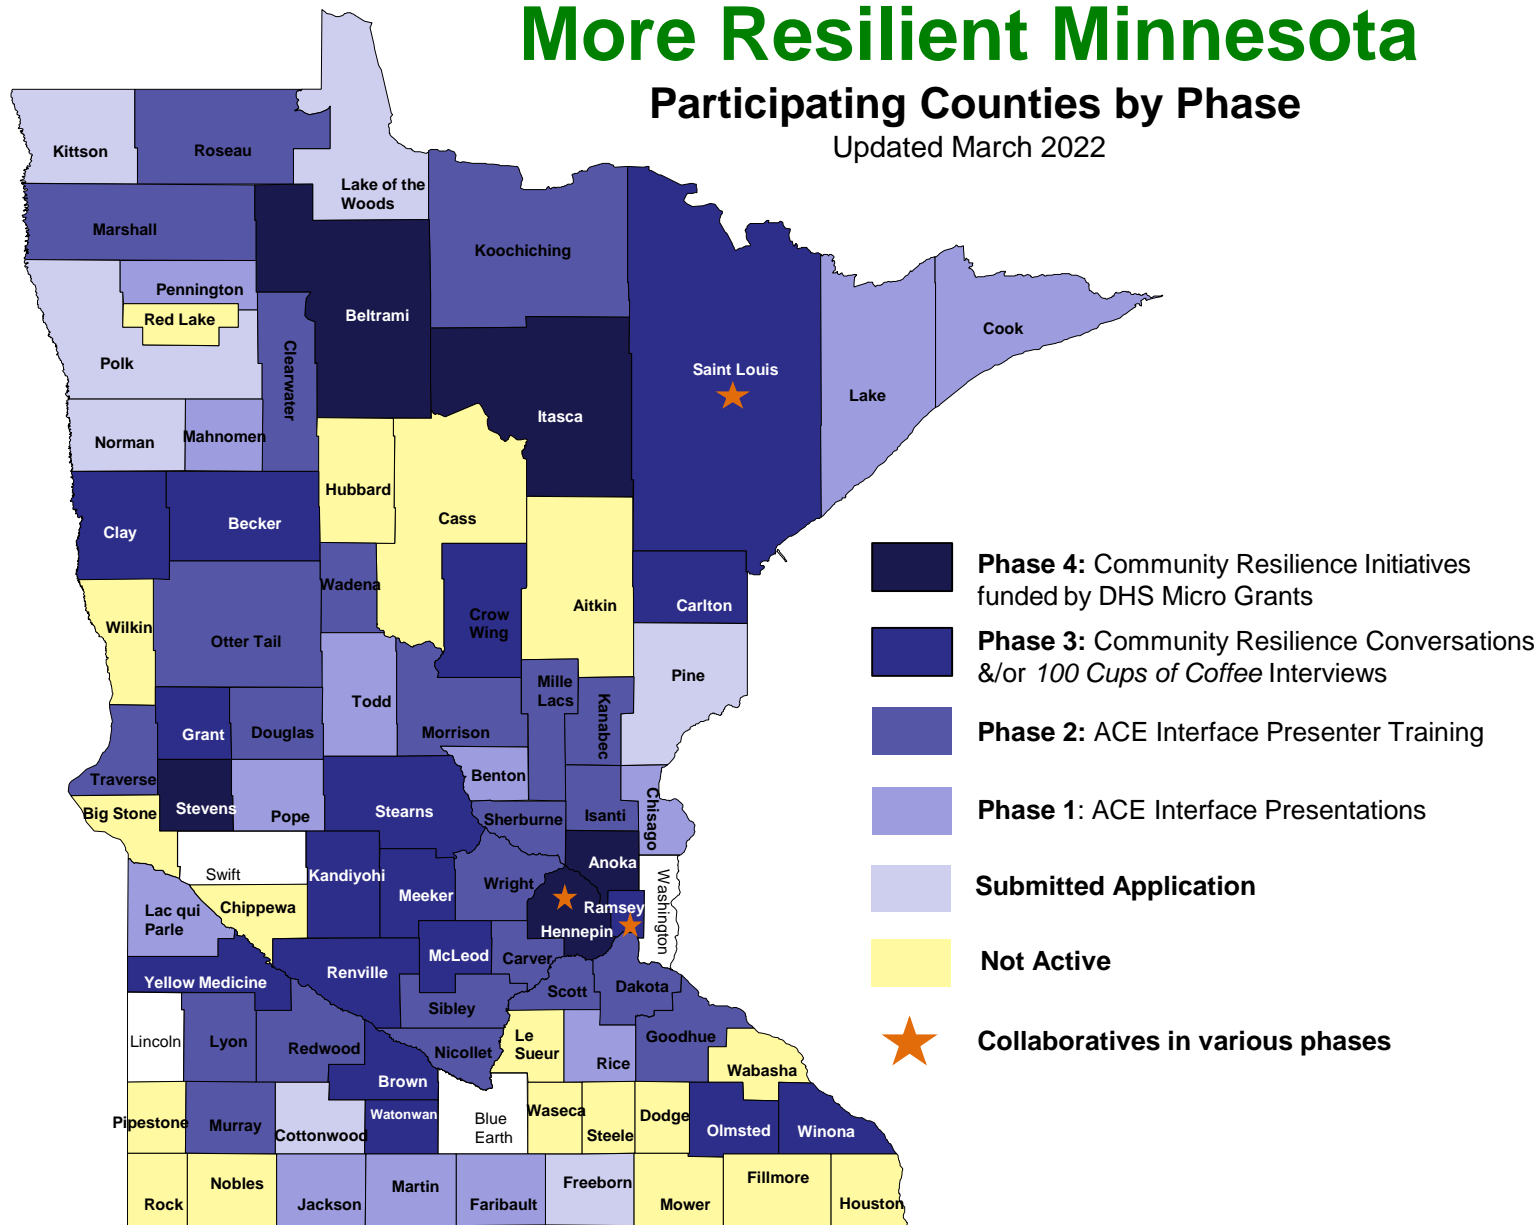 More Resilient Minnesota
Participating Counties by Phase
Updated March 2022
Kittson
Roseau
Lake of the
Woods
Marshall
Koochiching
Pennington
Red Lake
Beltrami
Cook
Polk
Clearwater
Saint Louis
Lake
Itasca
Norman
Mahnomen
Hubbard
Cass
Clay
Becker
Wadena
Aitkin
Carlton
Crow
Wing
Wilkin
Otter Tail
Pine
Mille
Lacs
Todd
Kanabec
Grant
Douglas
Morrison
Traverse
Benton
Stevens
Big Stone
Pope
Stearns
Sherburne
Isanti
Chisago
Anoka
Swift
Kandiyohi
Meeker
Wright
Washington
Ramsey
Chippewa
Lac qui
Parle
Hennepin
McLeod
Carver
Renville
Yellow Medicine
Scott
Dakota
Sibley
Lincoln
Lyon
Redwood
Nicollet
Le
Sueur
Rice
Goodhue
Wabasha
Brown
Pipestone
Murray
Cottonwood
Watonwan
Blue
Earth
Waseca
Steele
Dodge
Olmsted
Winona
Rock
Nobles
Jackson
Martin
Faribault
Freeborn
Mower
Fillmore
Houston
Phase 4: Community Resilience Initiatives
funded by DHS Micro Grants
Phase 3: Community Resilience Conversations
&/or 100 Cups of Coffee Interviews
Phase 2: ACE Interface Presenter Training
Phase 1: ACE Interface Presentations
Submitted Application
Not Active
Collaboratives in various phases